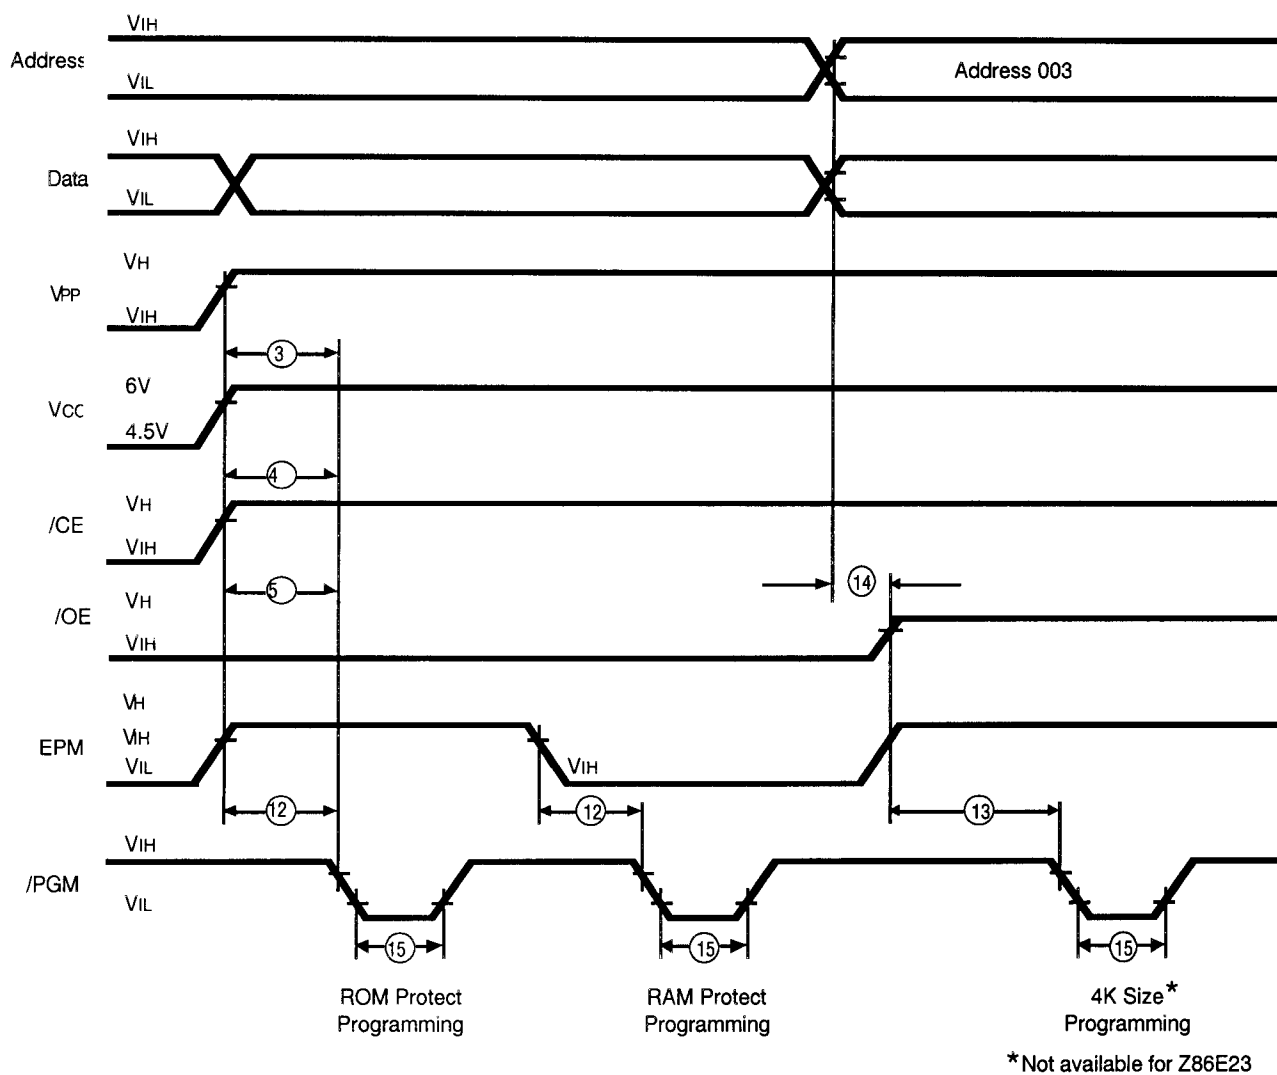 VIH
Address
VIL
Address 003
VIH
Data
VIL
VH
VPP
VIH
3
6V
VCC
4.5V
4
VH
/CE
VIH
5
14
VH
/OE
VIH
VH
VIH
EPM
VIL
VIH
12
12
13
VIH
/PGM
VIL
15
15
15
ROM Protect
Programming
RAM Protect
Programming
4K Size*
Programming
*Not available for Z86E23